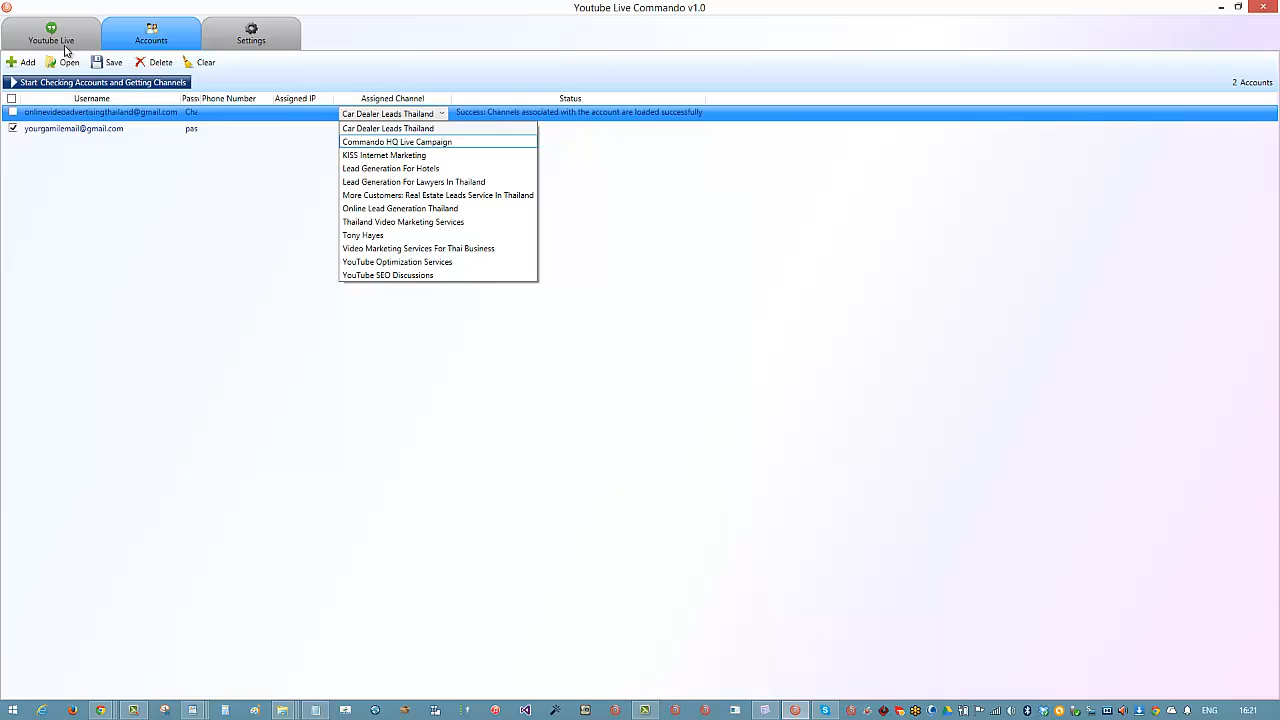 Youtube Live Commando v1.0
Youtube Live
Accounts
Settings
Add
Open
Save
Delete
Clear
Start Checking Accounts and Getting Channels
2 Accounts
Username
Pass
Phone Number
Assigned IP
Assigned Channel
Status
onlinevideoadvertisingthailand@gmail.com
Cha
Car Dealer Leads Thailand
Success: Channels associated with the account are loaded successfully
yourgamilemail@gmail.com
pas
Car Dealer Leads Thailand
Commando HQ Live Campaign
KISS Internet Marketing
Lead Generation For Hotels
Lead Generation For Lawyers In Thailand
More Customers: Real Estate Leads Service In Thailand
Online Lead Generation Thailand
Thailand Video Marketing Services
Tony Hayes
Video Marketing Services For Thai Business
YouTube Optimization Services
YouTube SEO Discussions
ENG
16:21